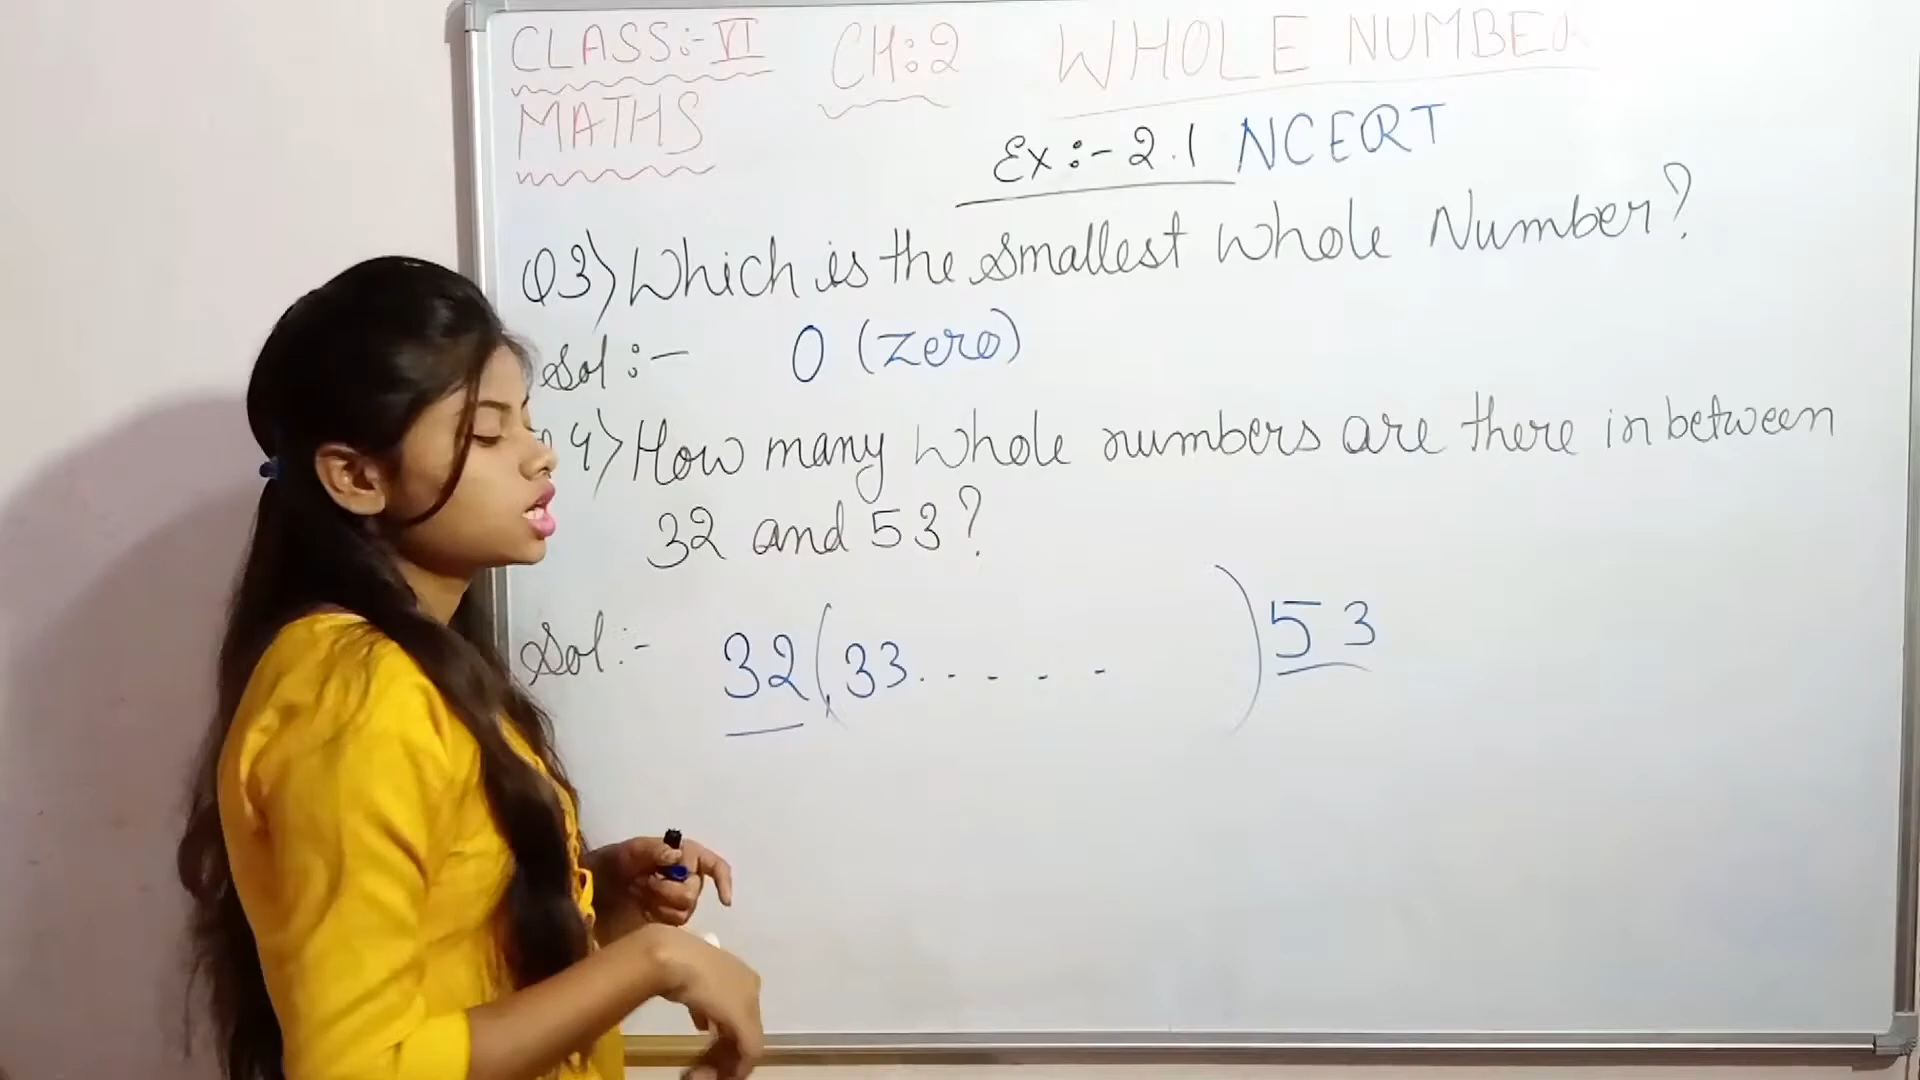 CLASS:-VI CH:2 WHOLE NUMBER
MATHS
Ex:-2.1 NCERT
Q3) Which is the smallest whole Number?
Sol:- 0 (zero)
4) How many whole numbers are there in between
32 and 53?
Sol:- 32(,33..... - )53